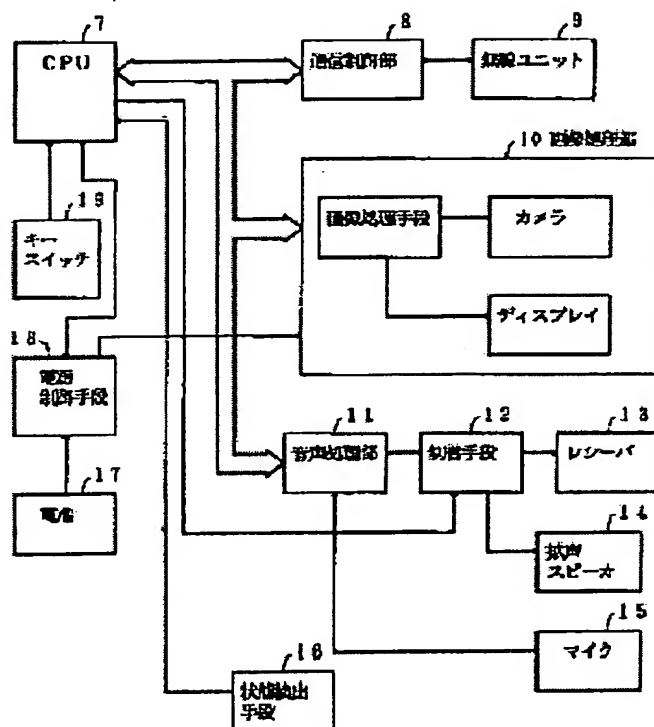 7
CPU
8
通信制御部
9
無線ユニット
10 画像処理部
画像処理手段
カメラ
ディスプレイ
19
キー
スイッチ
18
電源
制御手段
17
電源
11
音声処理部
12
切替手段
13
レシーバ
14
拡声
スピーカ
15
マイク
16
状態検出
手段